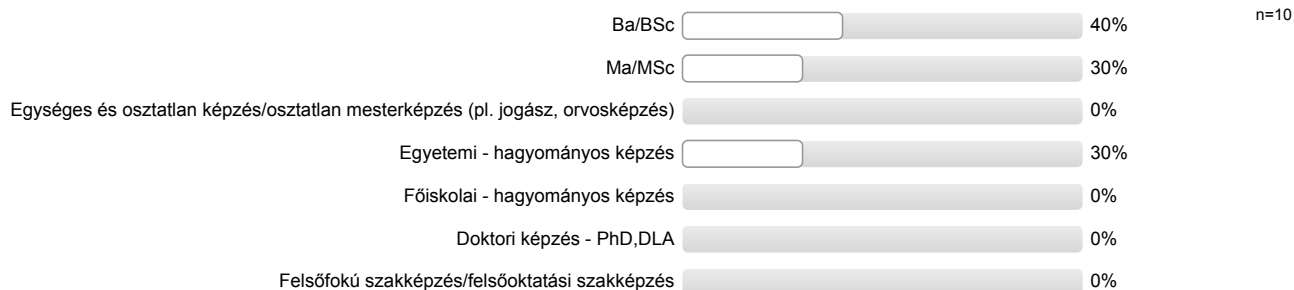 n=10
Ba/BSc 40%
Ma/MSc 30%
Egységes és osztatlan képzés/osztatlan mesterképzés (pl. jogász, orvosképzés) 0%
Egyetemi - hagyományos képzés 30%
Főiskolai - hagyományos képzés 0%
Doktori képzés - PhD,DLA 0%
Felsőfokú szakképzés/felsőoktatási szakképzés 0%